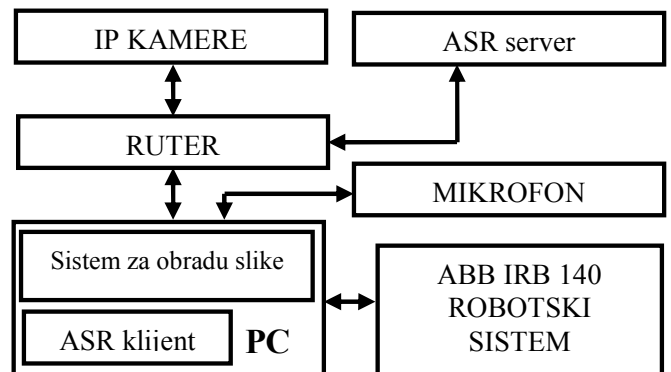 IP KAMERE
ASR server
RUTER
MIKROFON
Sistem za obradu slike
ASR klijent
PC
ABB IRB 140
ROBOTSKI
SISTEM